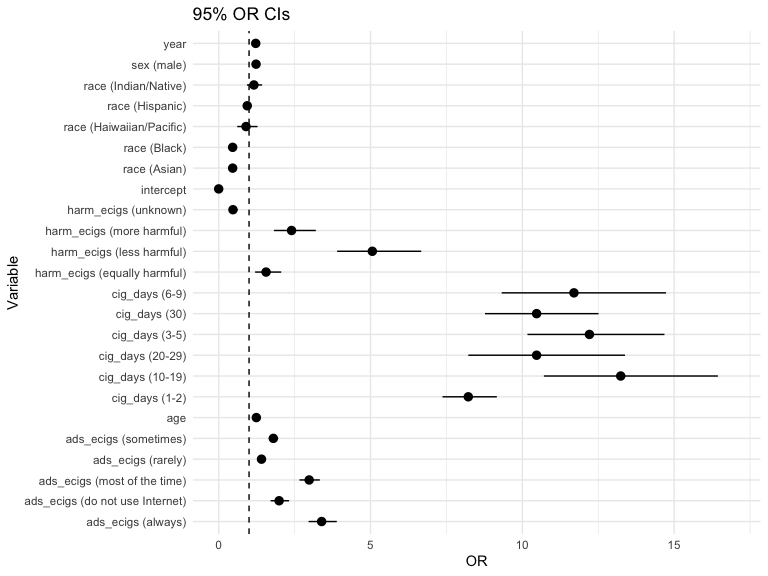 95% OR CIs
year
sex (male)
race (Indian/Native)
race (Hispanic)
race (Haiwaiian/Pacific)
race (Black)
race (Asian)
intercept
harm_ecigs (unknown)
harm_ecigs (more harmful)
harm_ecigs (less harmful)
harm_ecigs (equally harmful)
cig_days (6-9)
cig_days (30)
cig_days (3-5)
cig_days (20-29)
cig_days (10-19)
cig_days (1-2)
age
ads_ecigs (sometimes)
ads_ecigs (rarely)
ads_ecigs (most of the time)
ads_ecigs (do not use Internet)
ads_ecigs (always)
Variable
0 5 10 15
OR